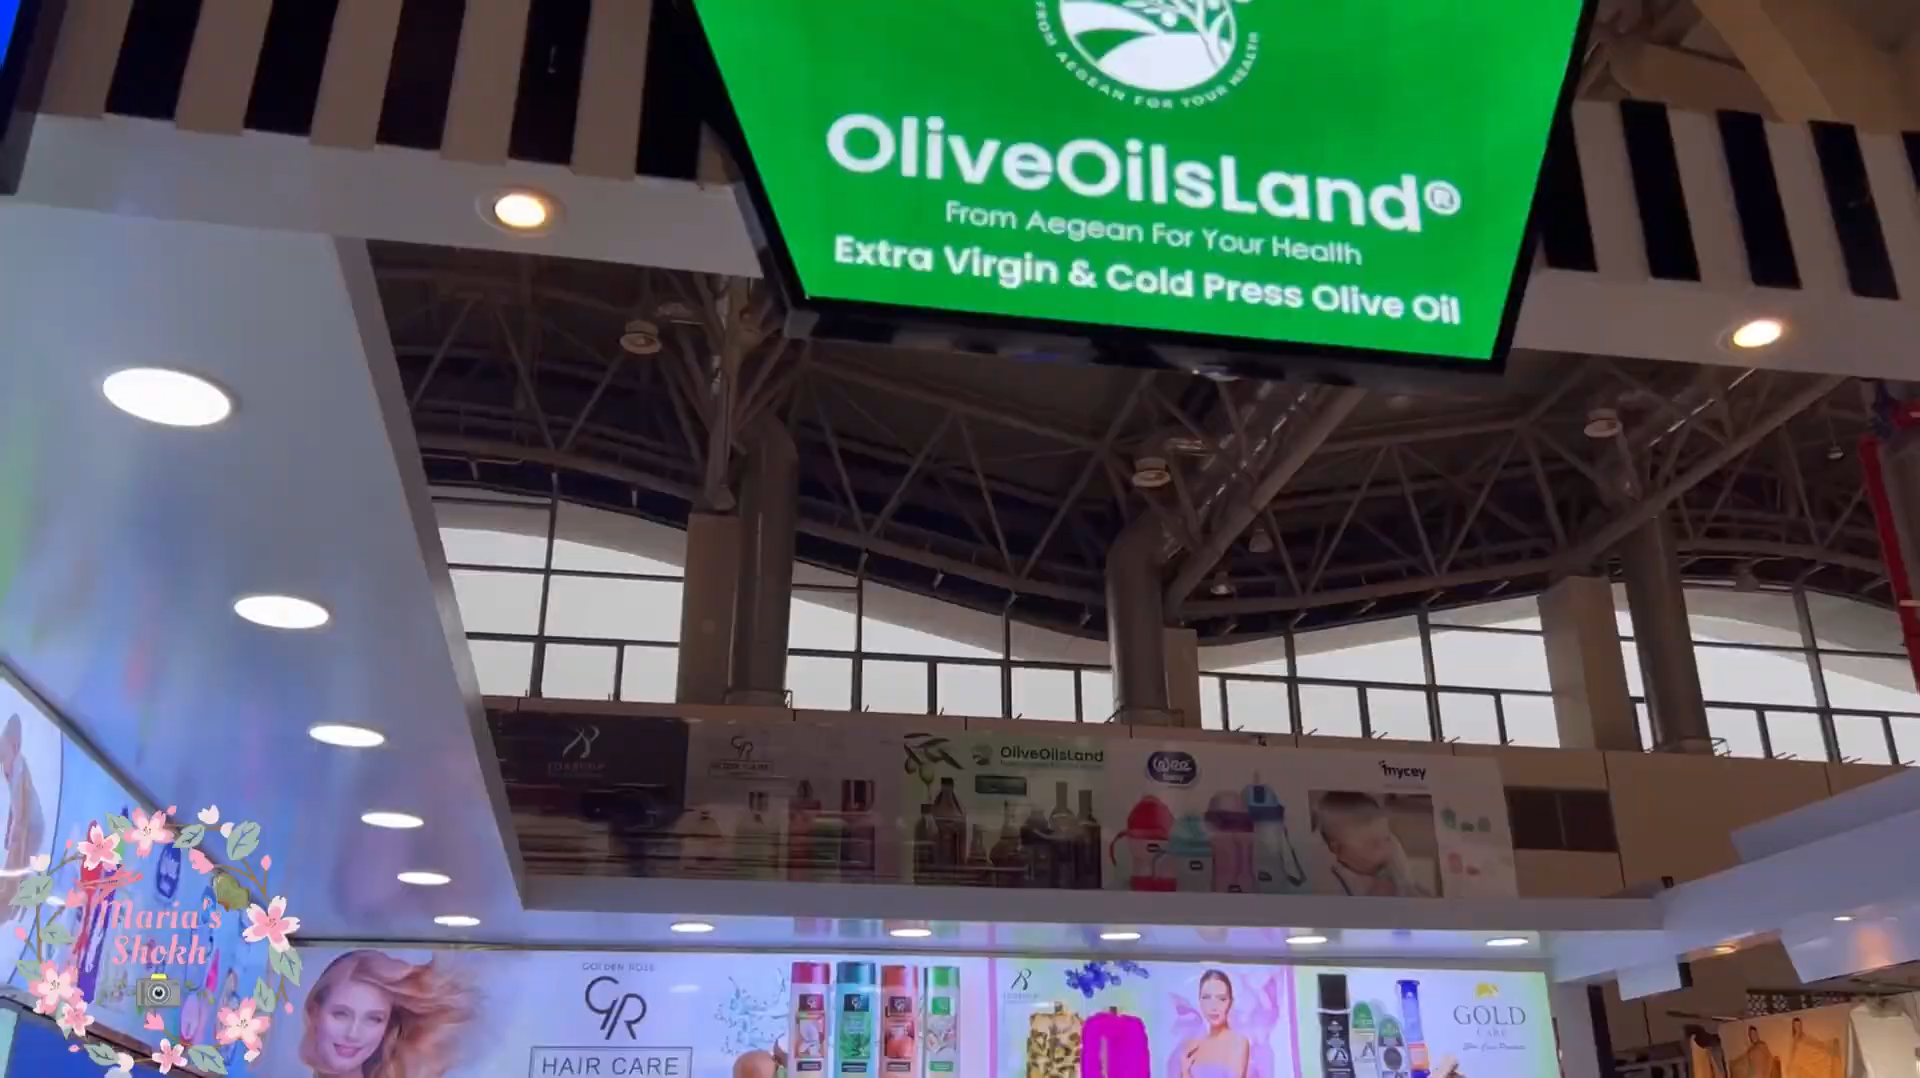 FROM AEGEAN FOR YOUR HEALTH
OliveOilsLand®
From Aegean For Your Health
Extra Virgin & Cold Press Olive Oil
OliveOilsLand
wee
baby
mycey
Maria's
Shokh
GOLDEN ROSE
GR
HAIR CARE
GOLD
CARE